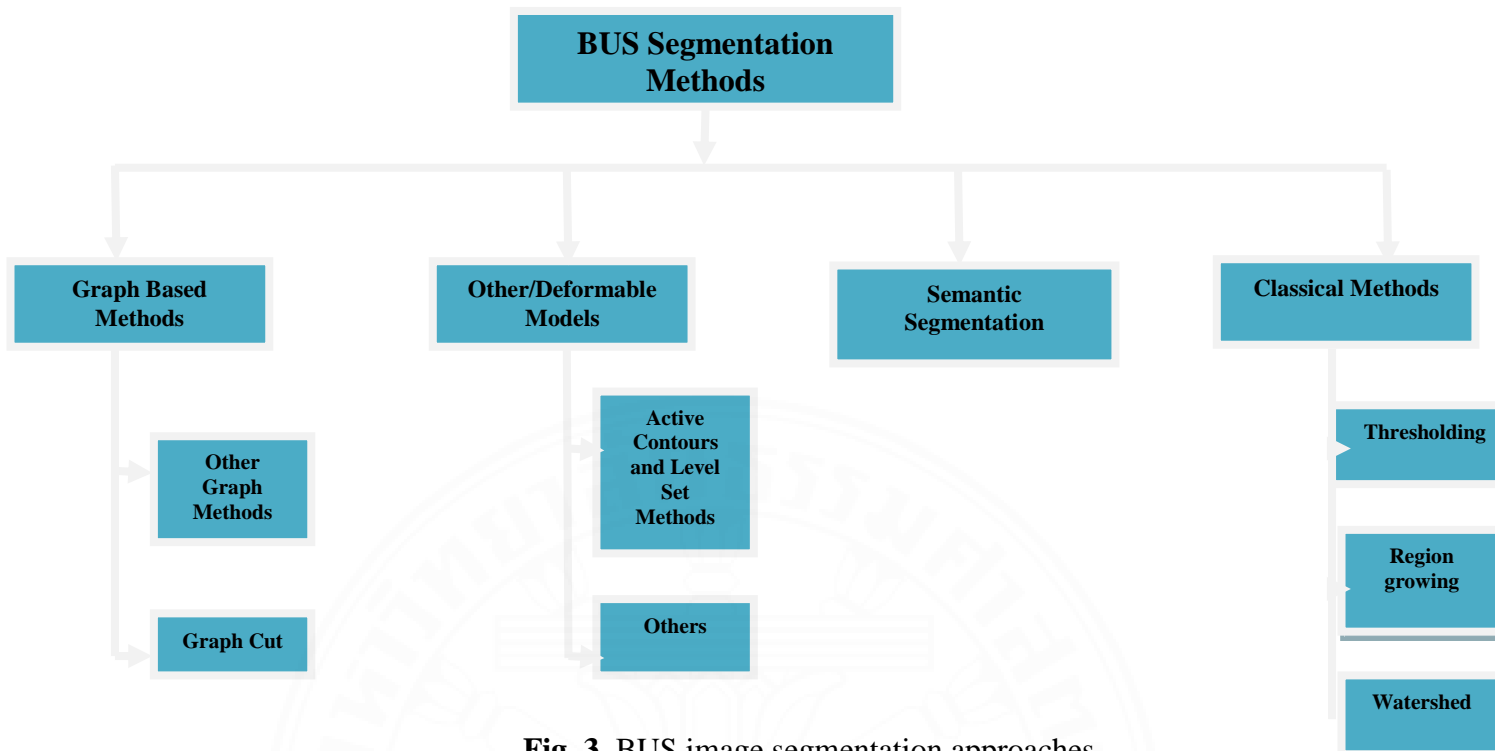 BUS Segmentation
Methods
Graph Based
Methods
Other/Deformable
Models
Semantic
Segmentation
Classical Methods
Other
Graph
Methods
Graph Cut
Active
Contours
and Level
Set
Methods
Others
Thresholding
Region
growing
Watershed
Fig. 3. BUS image segmentation approaches